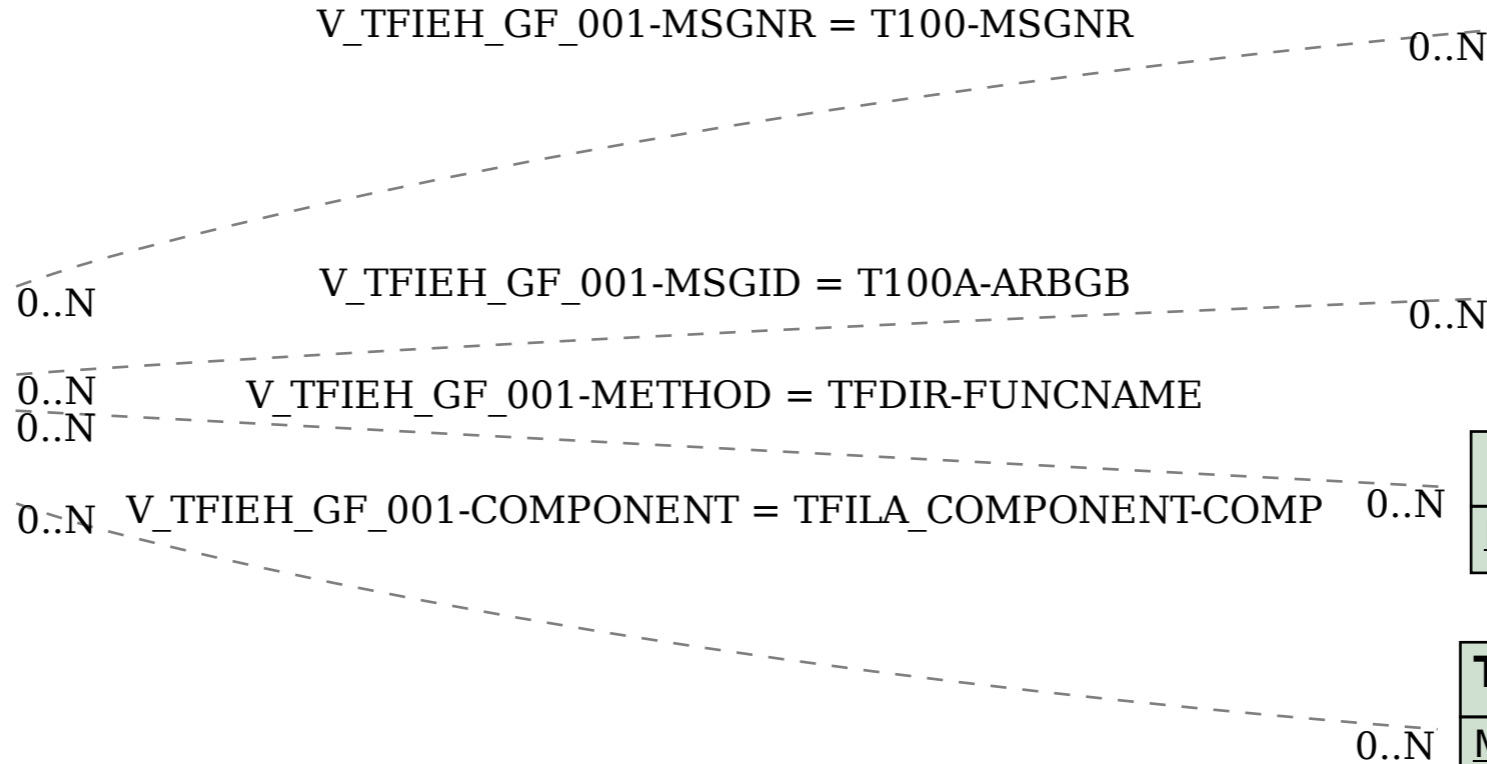 V_TFIEH_GF_001-MSGNR = T100-MSGNR
0..N
0..N
V_TFIEH_GF_001-MSGID = T100A-ARBGB
0..N
0..N
V_TFIEH_GF_001-METHOD = TFDIR-FUNCNAME
0..N
0..N
0..N
V_TFIEH_GF_001-COMPONENT = TFILA_COMPONENT-COMP
0..N